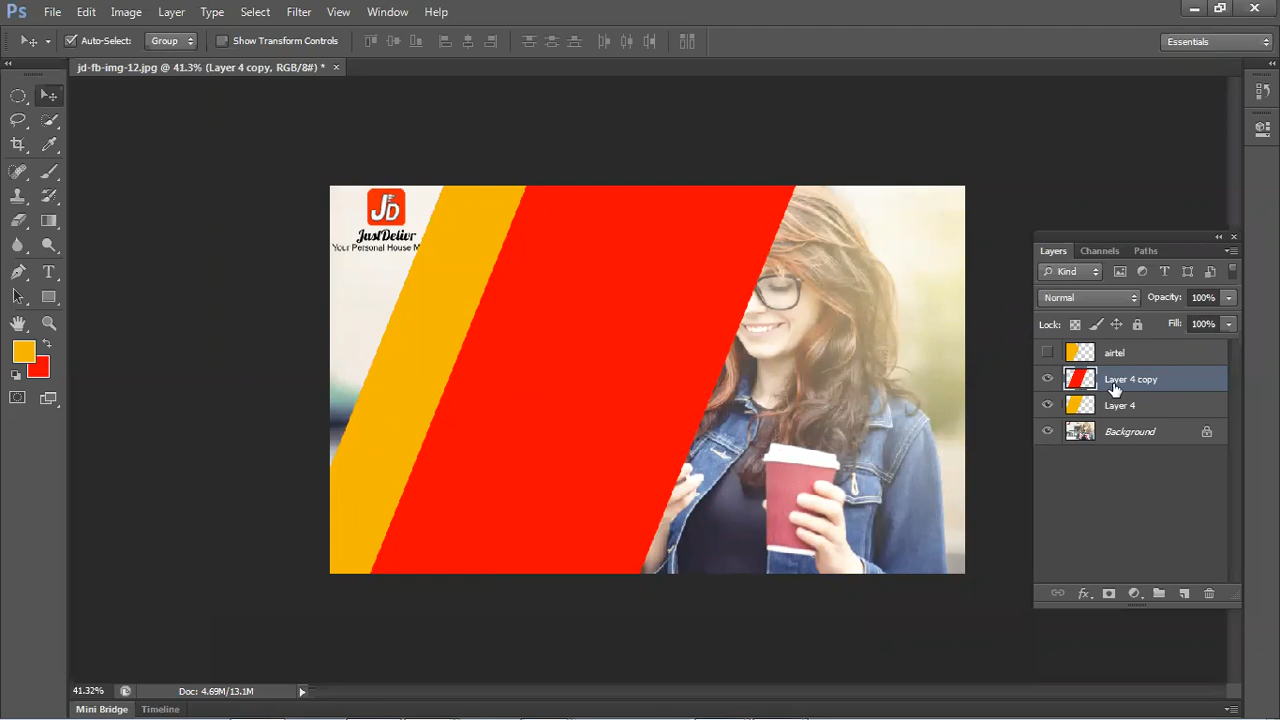 Ps File Edit Image Layer Type Select Filter View Window Help
Auto-Select: Group Show Transform Controls Essentials
jd-fb-img-12.jpg @ 41.3% (Layer 4 copy, RGB/8#) * ×
JD
JustDelivr
Your Personal House M
Layers Channels Paths
Kind
Normal Opacity: 100%
Lock: Fill: 100%
airtel
Layer 4 copy
Layer 4
Background
fx
41.32% Doc: 4.69M/13.1M
Mini Bridge Timeline